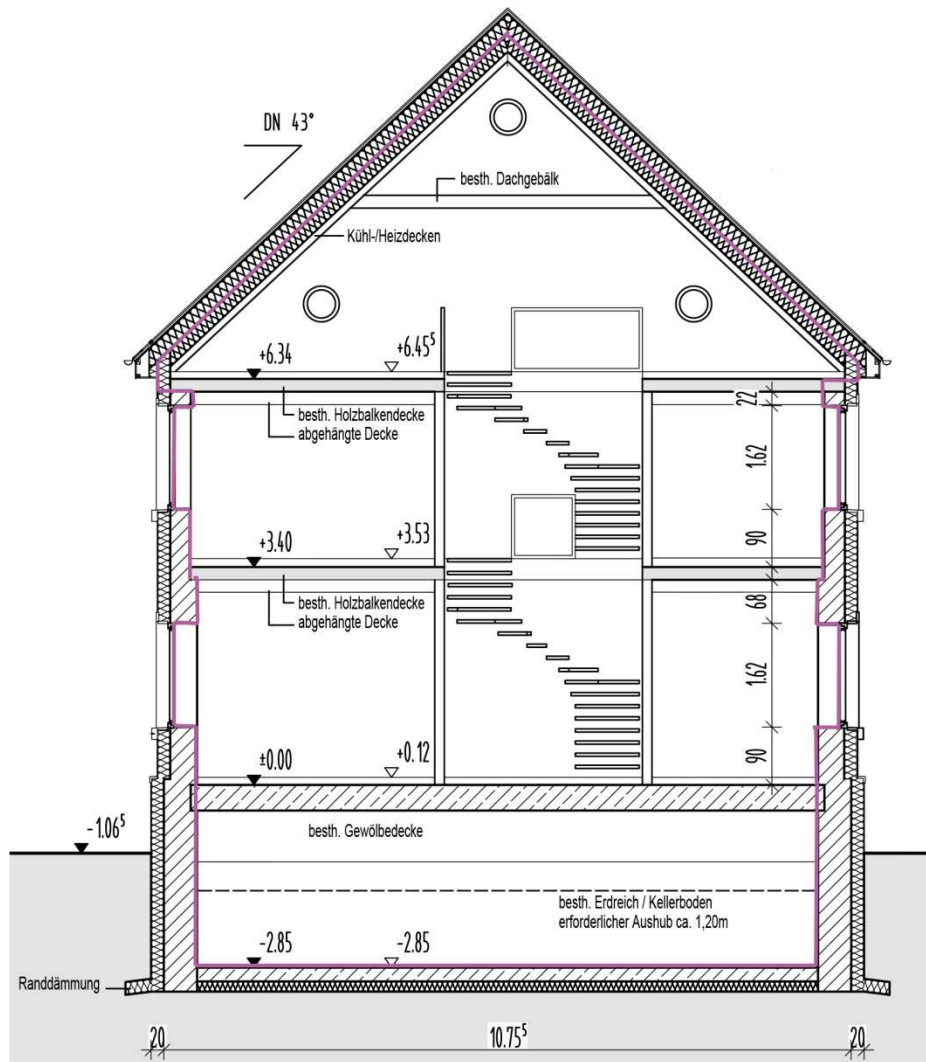 DN 43°
besth. Dachgebälk
Kühl-/Heizdecken
+6.34
+6.45⁵
besth. Holzbalkendecke
abgehängte Decke
22
1.62
90
+3.40
+3.53
besth. Holzbalkendecke
abgehängte Decke
68
1.62
90
±0.00
+0.12
-1.06⁵
besth. Gewölbedecke
besth. Erdreich / Kellerboden
erforderlicher Aushub ca. 1,20m
-2.85
-2.85
Randdämmung
20
10.75⁵
20